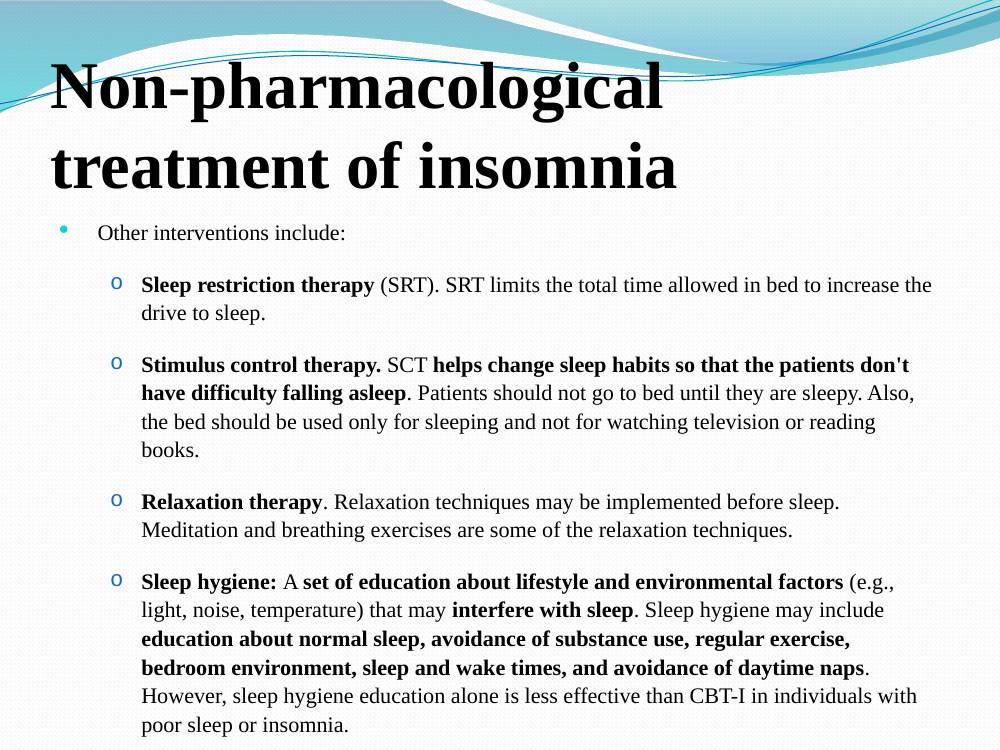 Non-pharmacological
treatment of insomnia
• Other interventions include:
o Sleep restriction therapy (SRT). SRT limits the total time allowed in bed to increase the
drive to sleep.
o Stimulus control therapy. SCT helps change sleep habits so that the patients don't
have difficulty falling asleep. Patients should not go to bed until they are sleepy. Also,
the bed should be used only for sleeping and not for watching television or reading
books.
o Relaxation therapy. Relaxation techniques may be implemented before sleep.
Meditation and breathing exercises are some of the relaxation techniques.
o Sleep hygiene: A set of education about lifestyle and environmental factors (e.g.,
light, noise, temperature) that may interfere with sleep. Sleep hygiene may include
education about normal sleep, avoidance of substance use, regular exercise,
bedroom environment, sleep and wake times, and avoidance of daytime naps.
However, sleep hygiene education alone is less effective than CBT-I in individuals with
poor sleep or insomnia.